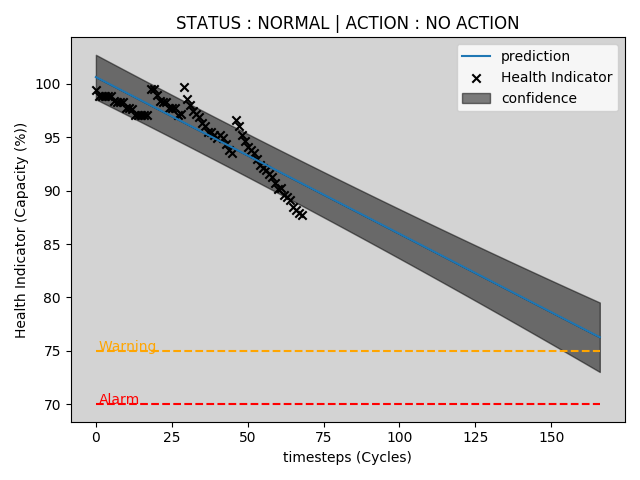 STATUS : NORMAL | ACTION : NO ACTION
prediction
Health Indicator
confidence
Health Indicator (Capacity (%))
100
95
90
85
80
75
70
Warning
Alarm
0 25 50 75 100 125 150
timesteps (Cycles)